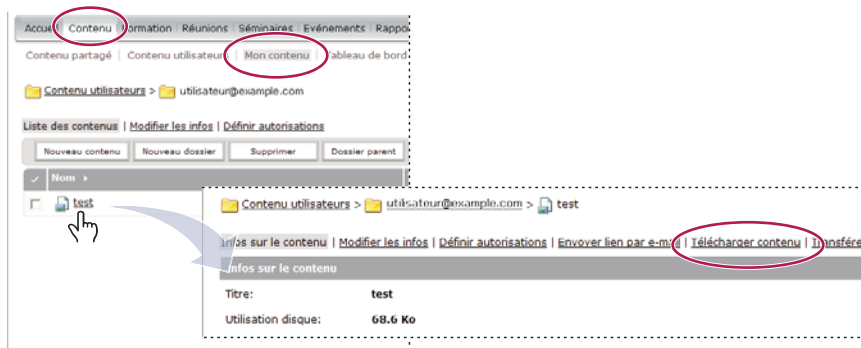 Accueil Contenu Formation Réunions Séminaires Evénements Rappo
Contenu partagé | Contenu utilisateurs | Mon contenu | Tableau de bord
Contenu utilisateurs > utilisateur@example.com
Liste des contenus | Modifier les infos | Définir autorisations
Nouveau contenu Nouveau dossier Supprimer Dossier parent
Nom
test
Contenu utilisateurs > utilisateur@example.com > test
Infos sur le contenu | Modifier les infos | Définir autorisations | Envoyer lien par e-mail | Télécharger contenu | Transfére
Infos sur le contenu
Titre: test
Utilisation disque: 68.6 Ko